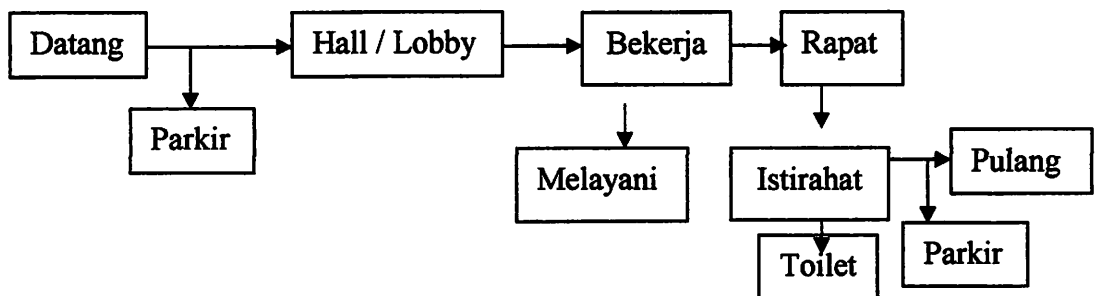 Datang
Hall / Lobby
Bekerja
Rapat
Parkir
Melayani
Istirahat
Pulang
Parkir
Toilet